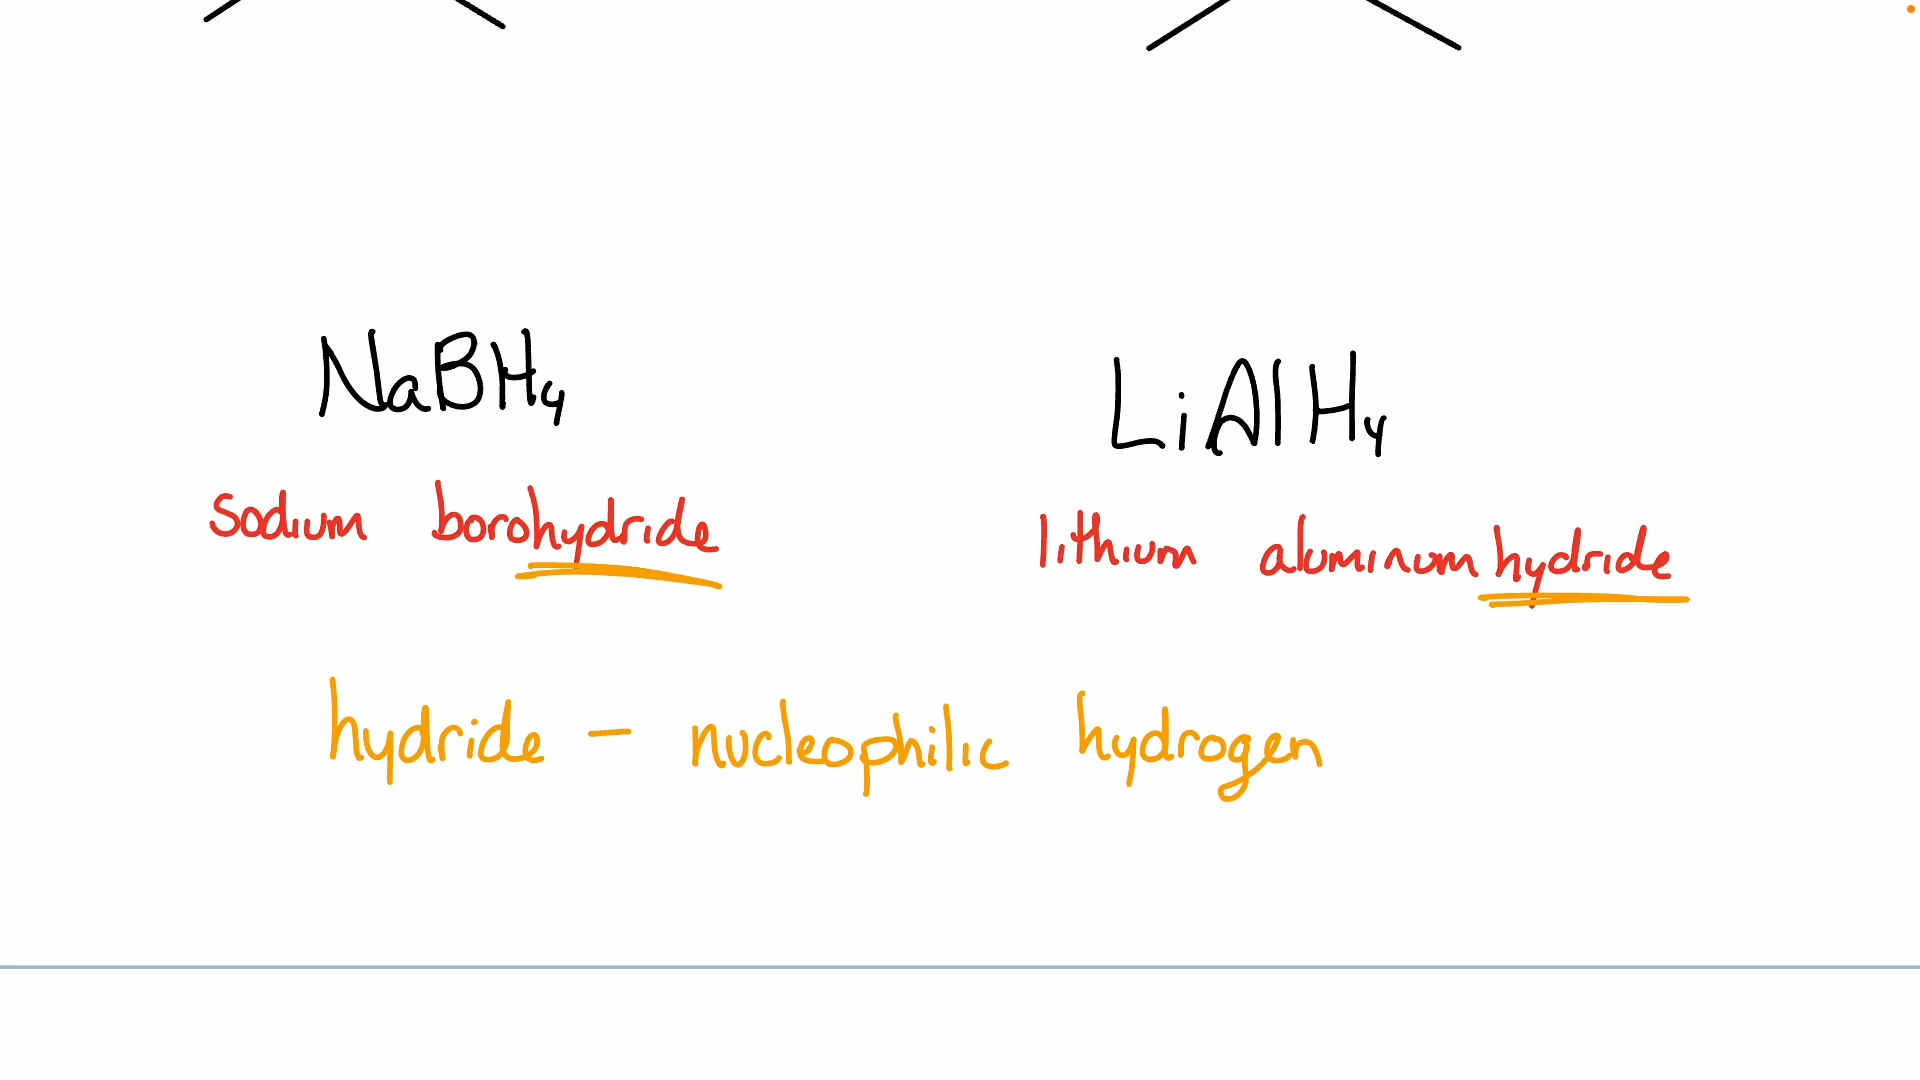 NaBH₄
LiAlH₄
sodium borohydride
lithium aluminum hydride
hydride – nucleophilic hydrogen